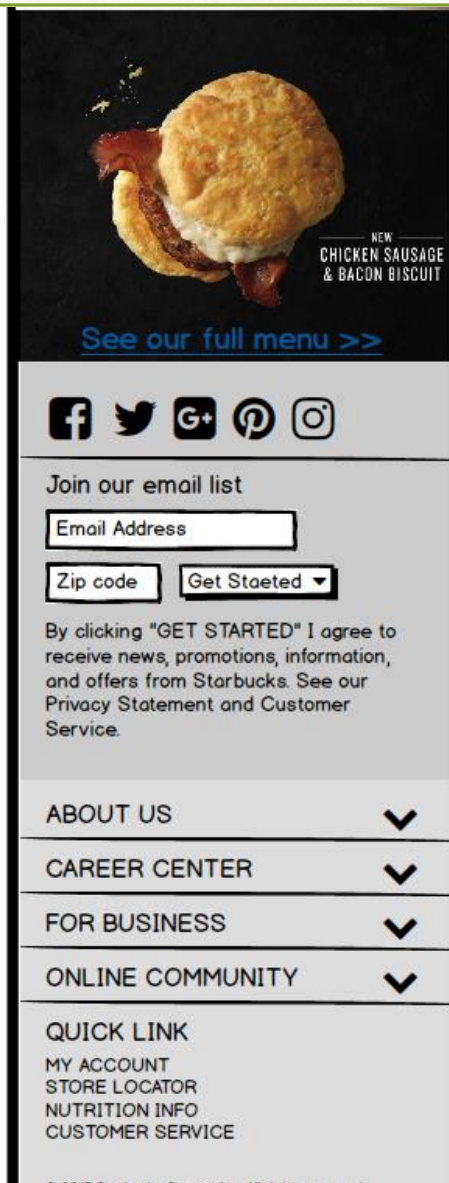 NEW
CHICKEN SAUSAGE
& BACON BISCUIT
See our full menu >>
Join our email list
Email Address
Zip code
Get Staeted
By clicking "GET STARTED" I agree to
receive news, promotions, information,
and offers from Starbucks. See our
Privacy Statement and Customer
Service.
ABOUT US
CAREER CENTER
FOR BUSINESS
ONLINE COMMUNITY
QUICK LINK
MY ACCOUNT
STORE LOCATOR
NUTRITION INFO
CUSTOMER SERVICE